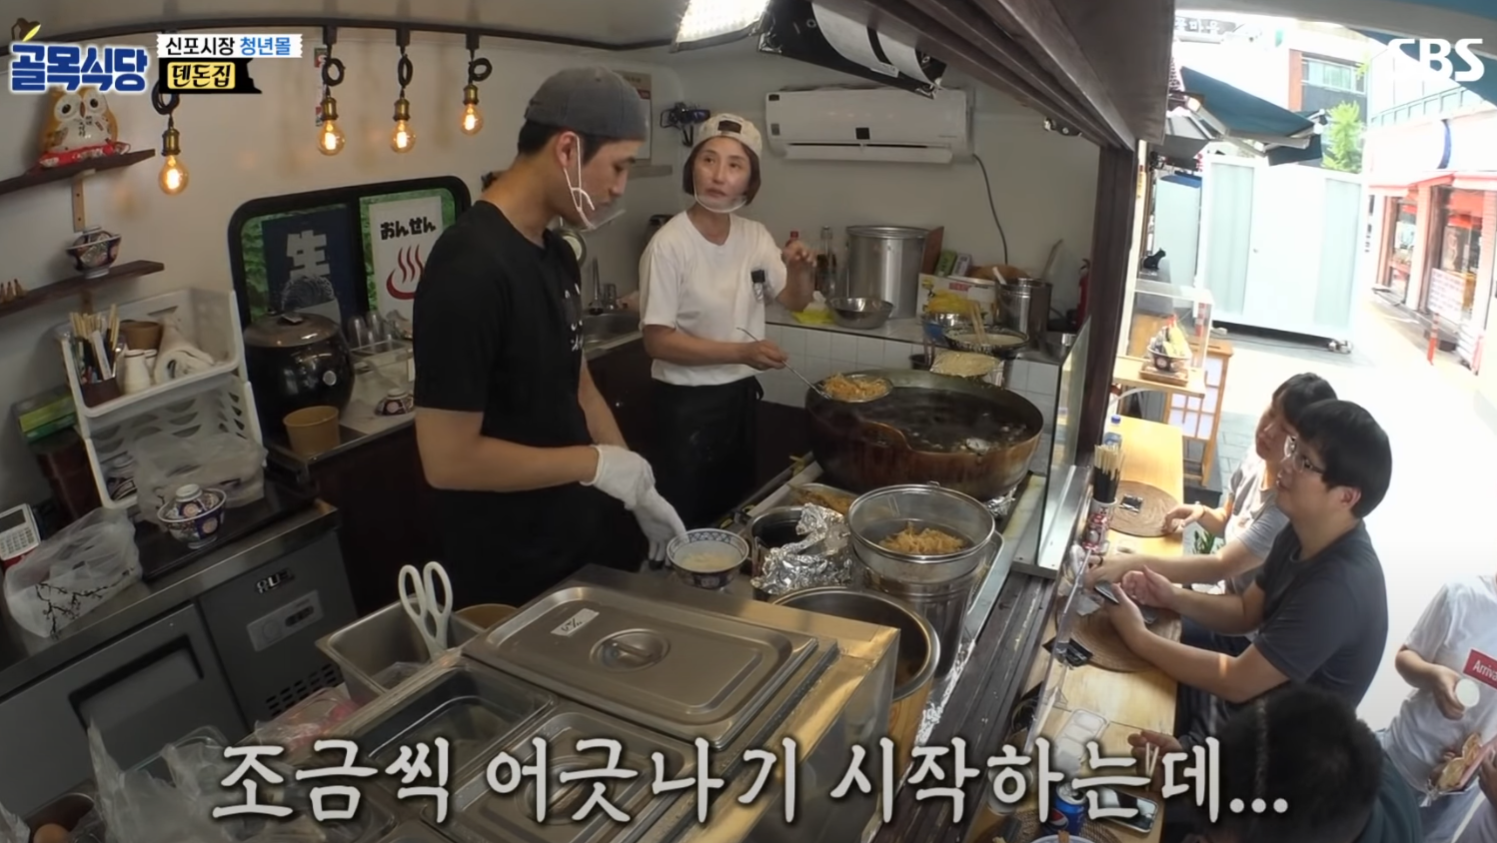 골목식당
신포시장 청년몰
덴돈집
SBS
生
おんせん
Arriva
조금씩 어긋나기 시작하는데...